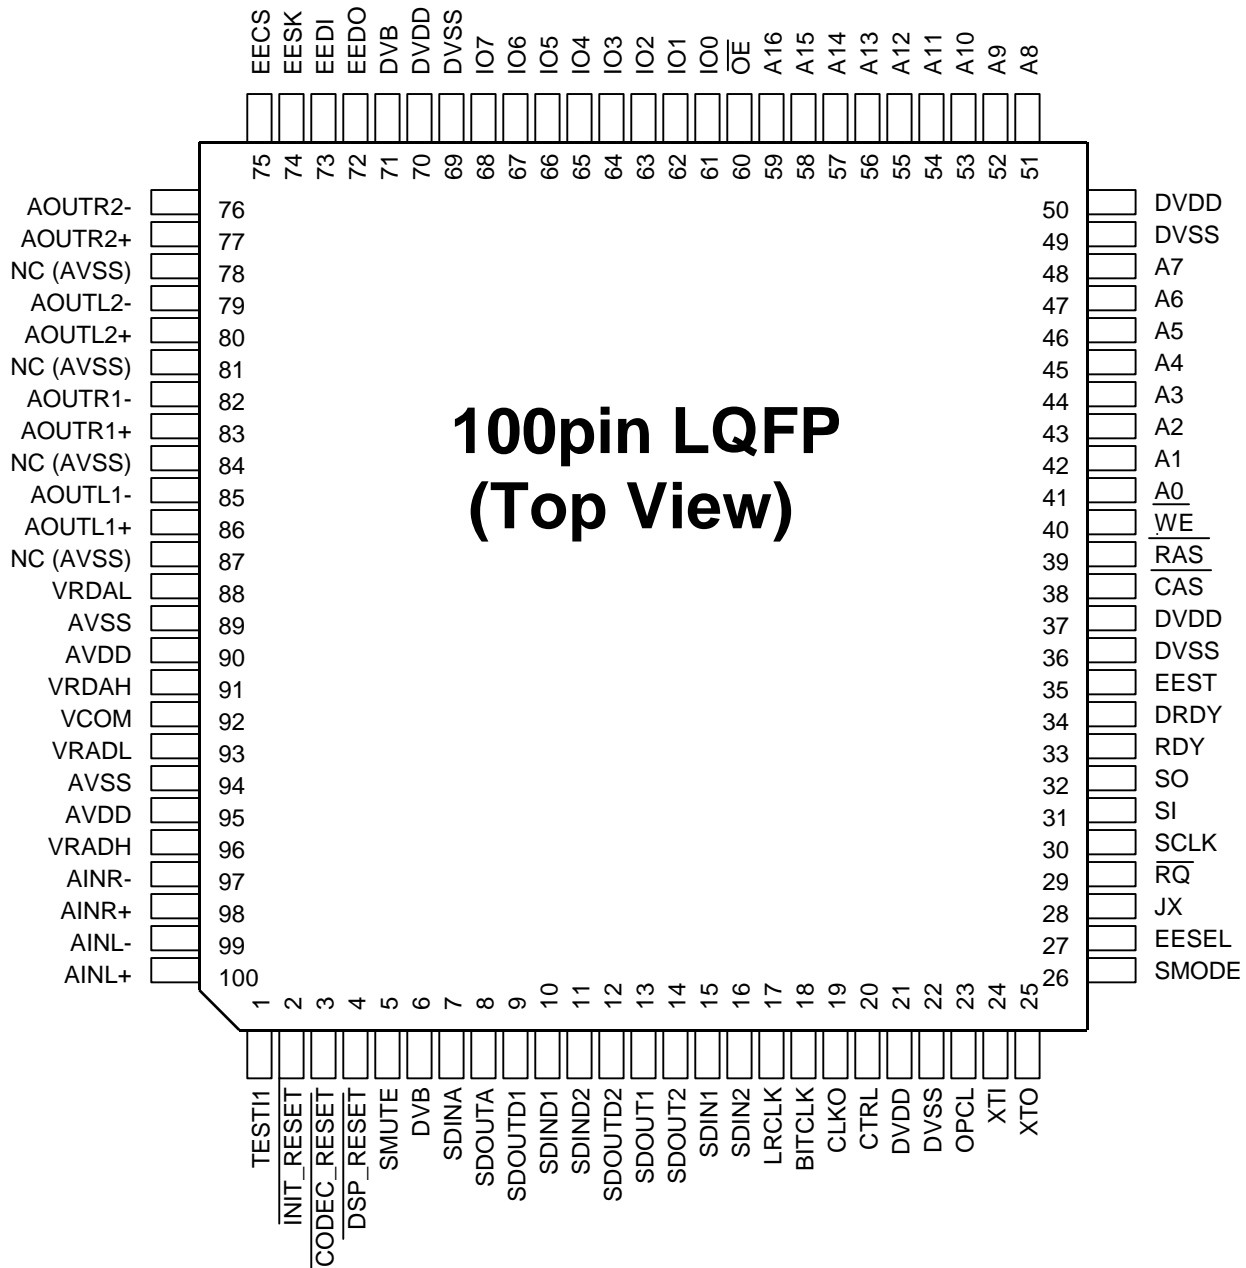 EECS
EESK
EEDI
EEDO
DVB
DVDD
DVSS
IO7
IO6
IO5
IO4
IO3
IO2
IO1
IO0
OE
A16
A15
A14
A13
A12
A11
A10
A9
A8
75
74
73
72
71
70
69
68
67
66
65
64
63
62
61
60
59
58
57
56
55
54
53
52
51
AOUTR2- 76
AOUTR2+ 77
NC (AVSS) 78
AOUTL2- 79
AOUTL2+ 80
NC (AVSS) 81
AOUTR1- 82
AOUTR1+ 83
NC (AVSS) 84
AOUTL1- 85
AOUTL1+ 86
NC (AVSS) 87
VRDAL 88
AVSS 89
AVDD 90
VRDAH 91
VCOM 92
VRADL 93
AVSS 94
AVDD 95
VRADH 96
AINR- 97
AINR+ 98
AINL- 99
AINL+ 100
100pin LQFP
(Top View)
50 DVDD
49 DVSS
48 A7
47 A6
46 A5
45 A4
44 A3
43 A2
42 A1
41 A0
40 WE
39 RAS
38 CAS
37 DVDD
36 DVSS
35 EEST
34 DRDY
33 RDY
32 SO
31 SI
30 SCLK
29 RQ
28 JX
27 EESEL
26 SMODE
1
2
3
4
5
6
7
8
9
10
11
12
13
14
15
16
17
18
19
20
21
22
23
24
25
TESTI1
INIT_RESET
CODEC_RESET
DSP_RESET
SMUTE
DVB
SDINA
SDOUTA
SDOUTD1
SDIND1
SDIND2
SDOUTD2
SDOUT1
SDOUT2
SDIN1
SDIN2
LRCLK
BITCLK
CLKO
CTRL
DVDD
DVSS
OPCL
XTI
XTO